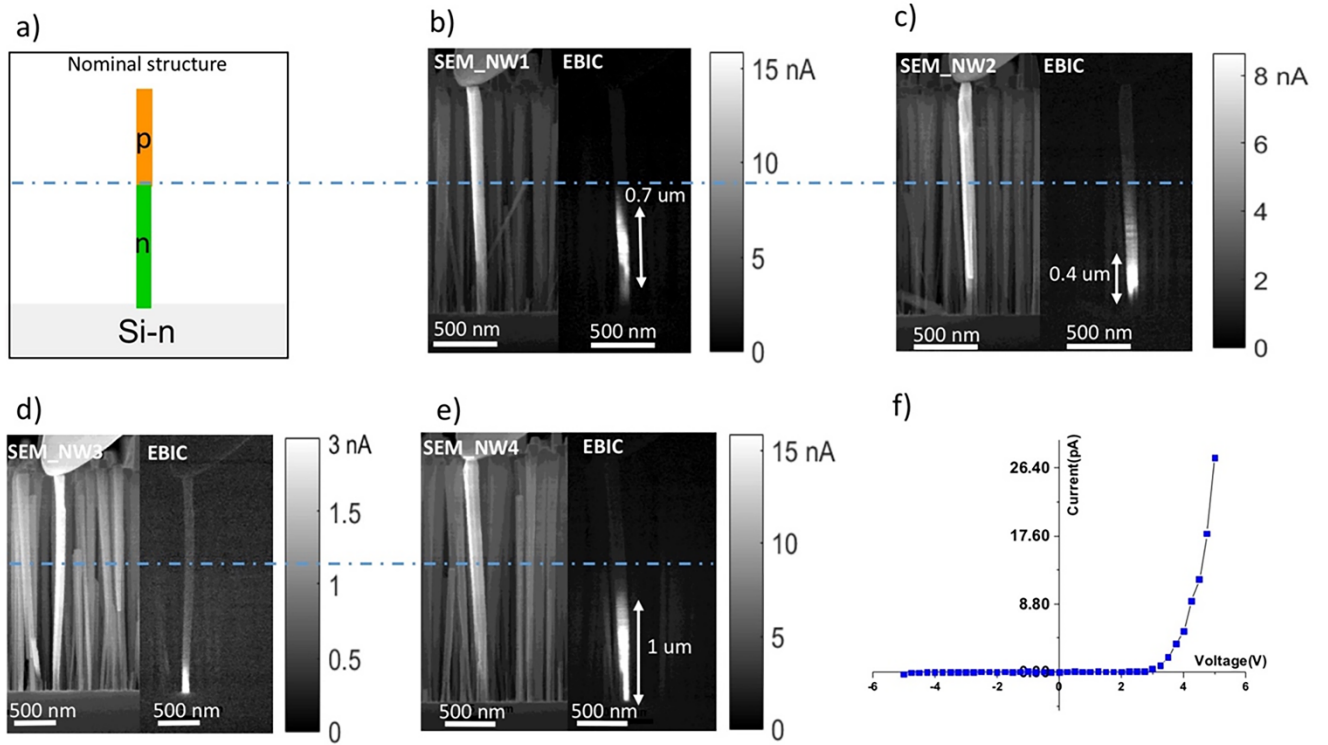 a)
Nominal structure
p
n
Si-n
b)
SEM_NW1
EBIC
0.7 um
500 nm
500 nm
15 nA
10
5
0
c)
SEM_NW2
EBIC
0.4 um
500 nm
500 nm
8 nA
6
4
2
0
d)
SEM_NW3
EBIC
500 nm
500 nm
3 nA
1.5
1
0.5
0
e)
SEM_NW4
EBIC
1 um
500 nm
500 nm
15 nA
10
5
0
f)
Current(pA)
26.40
17.60
8.80
0.00
Voltage(V)
-6
-4
-2
0
2
4
6